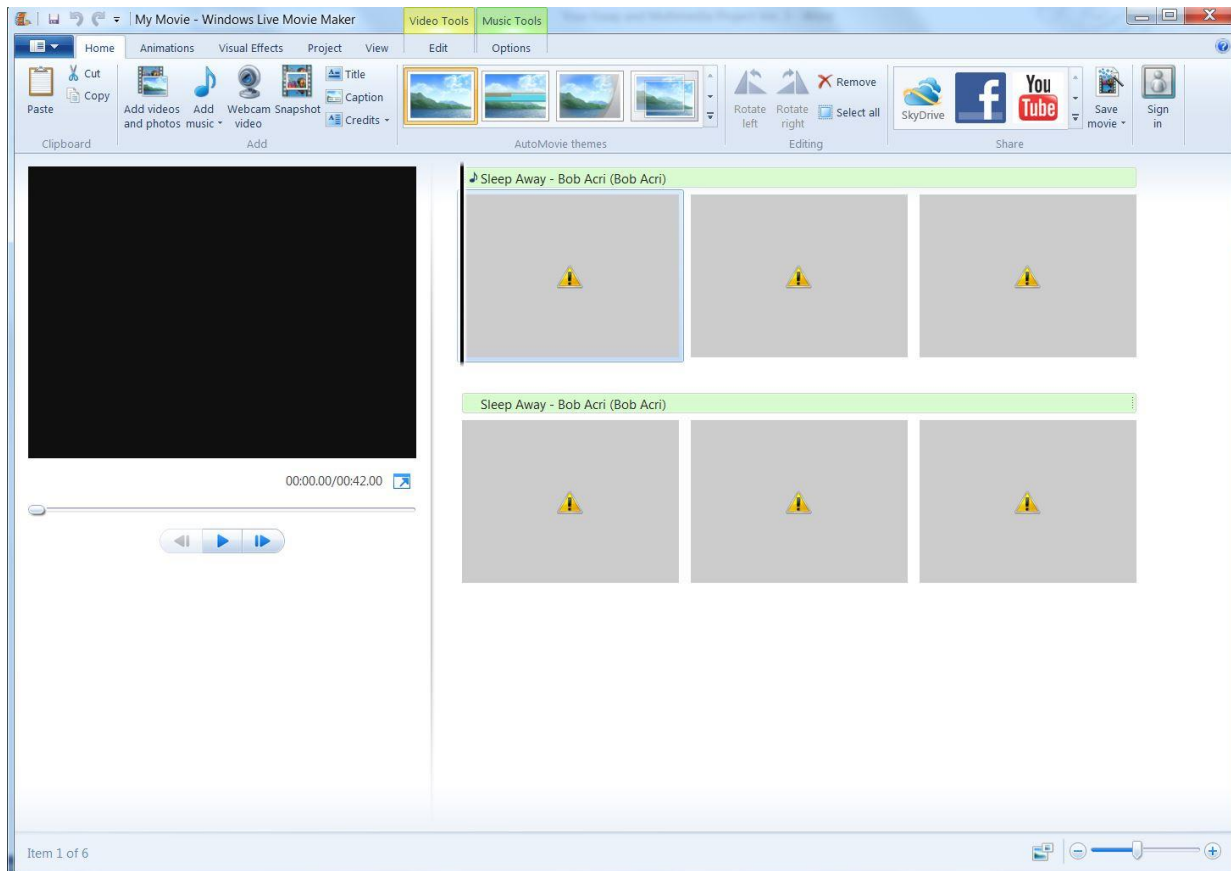 My Movie - Windows Live Movie Maker
Video Tools
Music Tools
Home
Animations
Visual Effects
Project
View
Edit
Options
Paste
Cut
Copy
Clipboard
Add videos
and photos
Add
music
Webcam
video
Snapshot
Title
Caption
Credits
Add
AutoMovie themes
Rotate
left
Rotate
right
Remove
Select all
Editing
SkyDrive
f
You
Tube
Save
movie
Share
Sign
in
Sleep Away - Bob Acri (Bob Acri)
Sleep Away - Bob Acri (Bob Acri)
00:00.00/00:42.00
Item 1 of 6